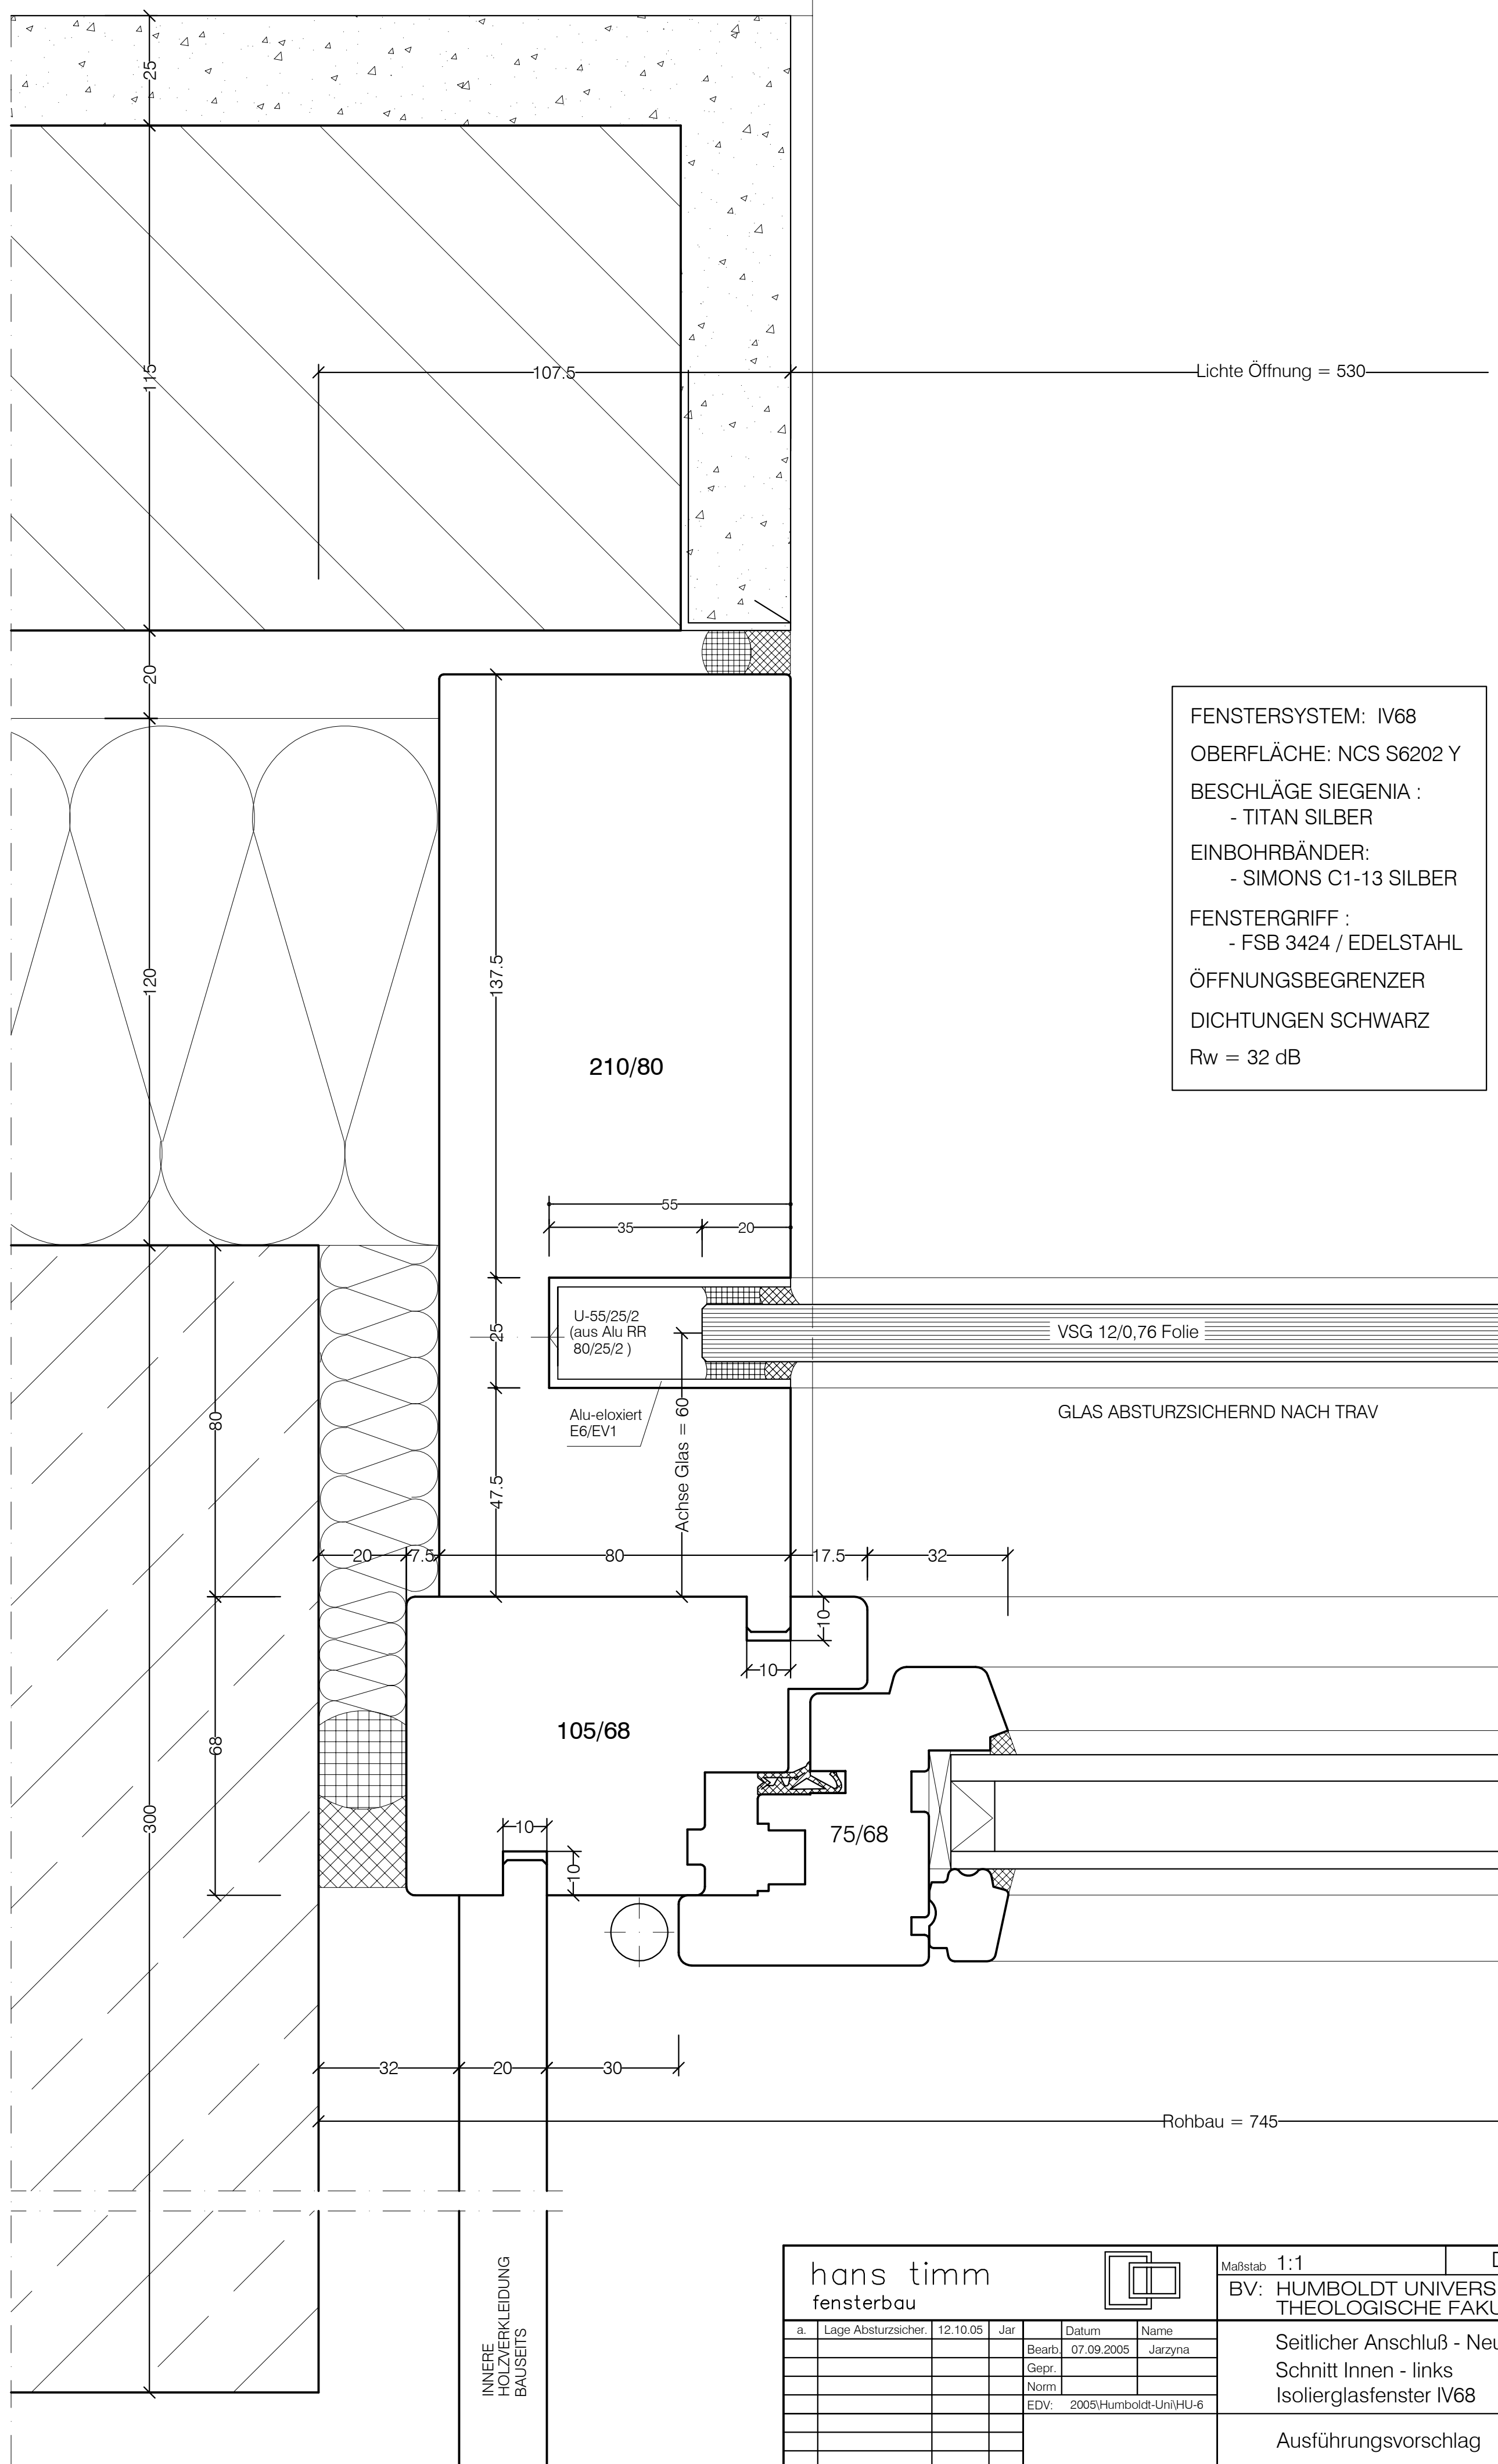 25
115
107.5
Lichte Öffnung = 530
20
120
137.5
210/80
FENSTERSYSTEM: IV68
OBERFLÄCHE: NCS S6202 Y
BESCHLÄGE SIEGENIA :
- TITAN SILBER
EINBOHRBÄNDER:
- SIMONS C1-13 SILBER
FENSTERGRIFF :
- FSB 3424 / EDELSTAHL
ÖFFNUNGSBEGRENZER
DICHTUNGEN SCHWARZ
Rw = 32 dB
55
35
20
U-55/25/2
(aus Alu RR
80/25/2 )
25
VSG 12/0,76 Folie
Alu-eloxiert
E6/EV1
GLAS ABSTURZSICHERND NACH TRAV
80
47.5
Achse Glas = 60
20
7.5
80
17.5
32
10
10
105/68
68
300
10
10
75/68
32
20
30
Rohbau = 745
INNERE
HOLZVERKLEIDUNG
BAUSEITS
hans timm
fensterbau
Maßstab 1:1
BV: HUMBOLDT UNIVERS
THEOLOGISCHE FAKU
a. Lage Absturzsicher. 12.10.05 Jar
Datum Name
Bearb. 07.09.2005 Jarzyna
Gepr.
Norm
EDV: 2005\Humboldt-Uni\HU-6
Seitlicher Anschluß - Neu
Schnitt Innen - links
Isolierglasfenster IV68
Ausführungsvorschlag